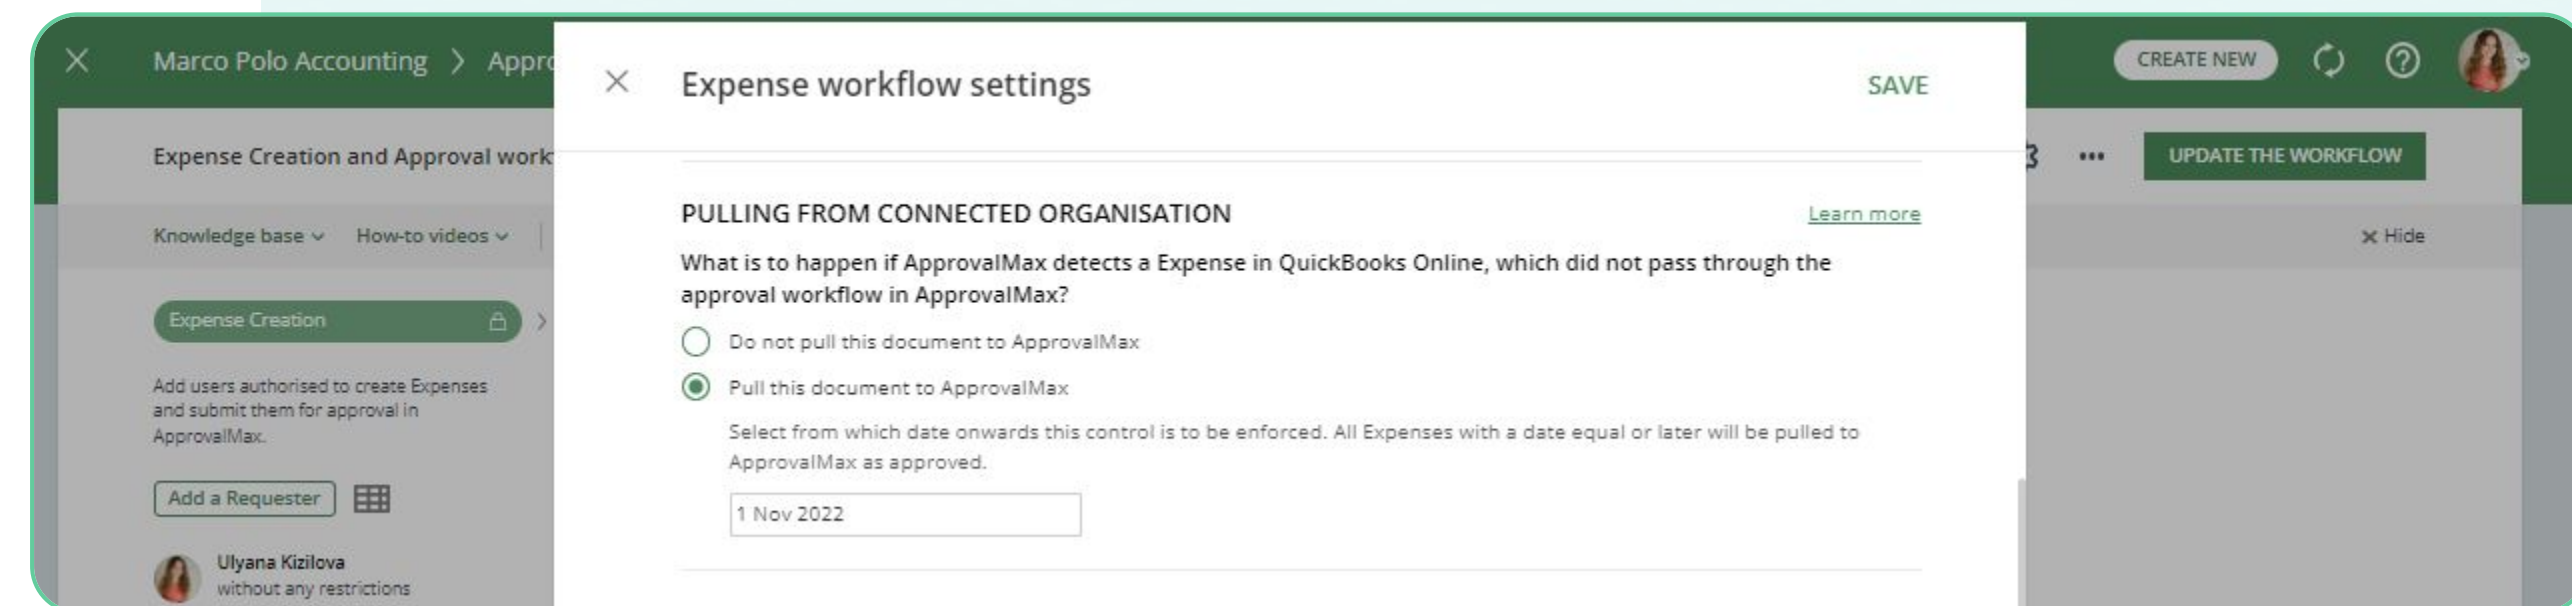 Marco Polo Accounting > Appro
CREATE NEW
Expense workflow settings
SAVE
Expense Creation and Approval work
UPDATE THE WORKFLOW
PULLING FROM CONNECTED ORGANISATION
Learn more
Knowledge base
How-to videos
Hide
What is to happen if ApprovalMax detects a Expense in QuickBooks Online, which did not pass through the
approval workflow in ApprovalMax?
Expense Creation
Do not pull this document to ApprovalMax
Pull this document to ApprovalMax
Add users authorised to create Expenses
and submit them for approval in
ApprovalMax.
Select from which date onwards this control is to be enforced. All Expenses with a date equal or later will be pulled to
ApprovalMax as approved.
Add a Requester
1 Nov 2022
Ulyana Kizilova
without any restrictions